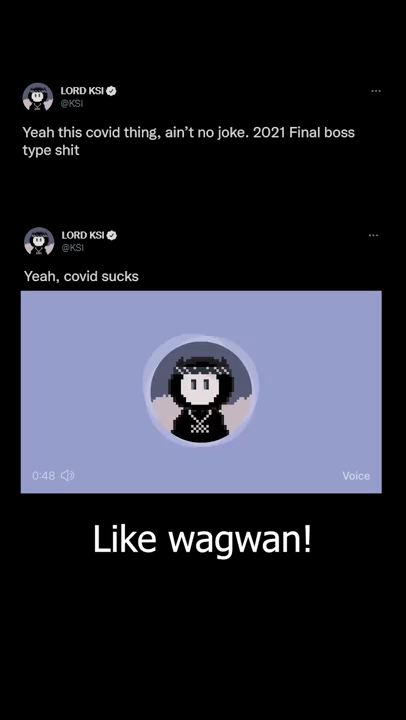 LORD KSI
@KSI
Yeah this covid thing, ain't no joke. 2021 Final boss
type shit
LORD KSI
@KSI
Yeah, covid sucks
0:48
Voice
Like wagwan!